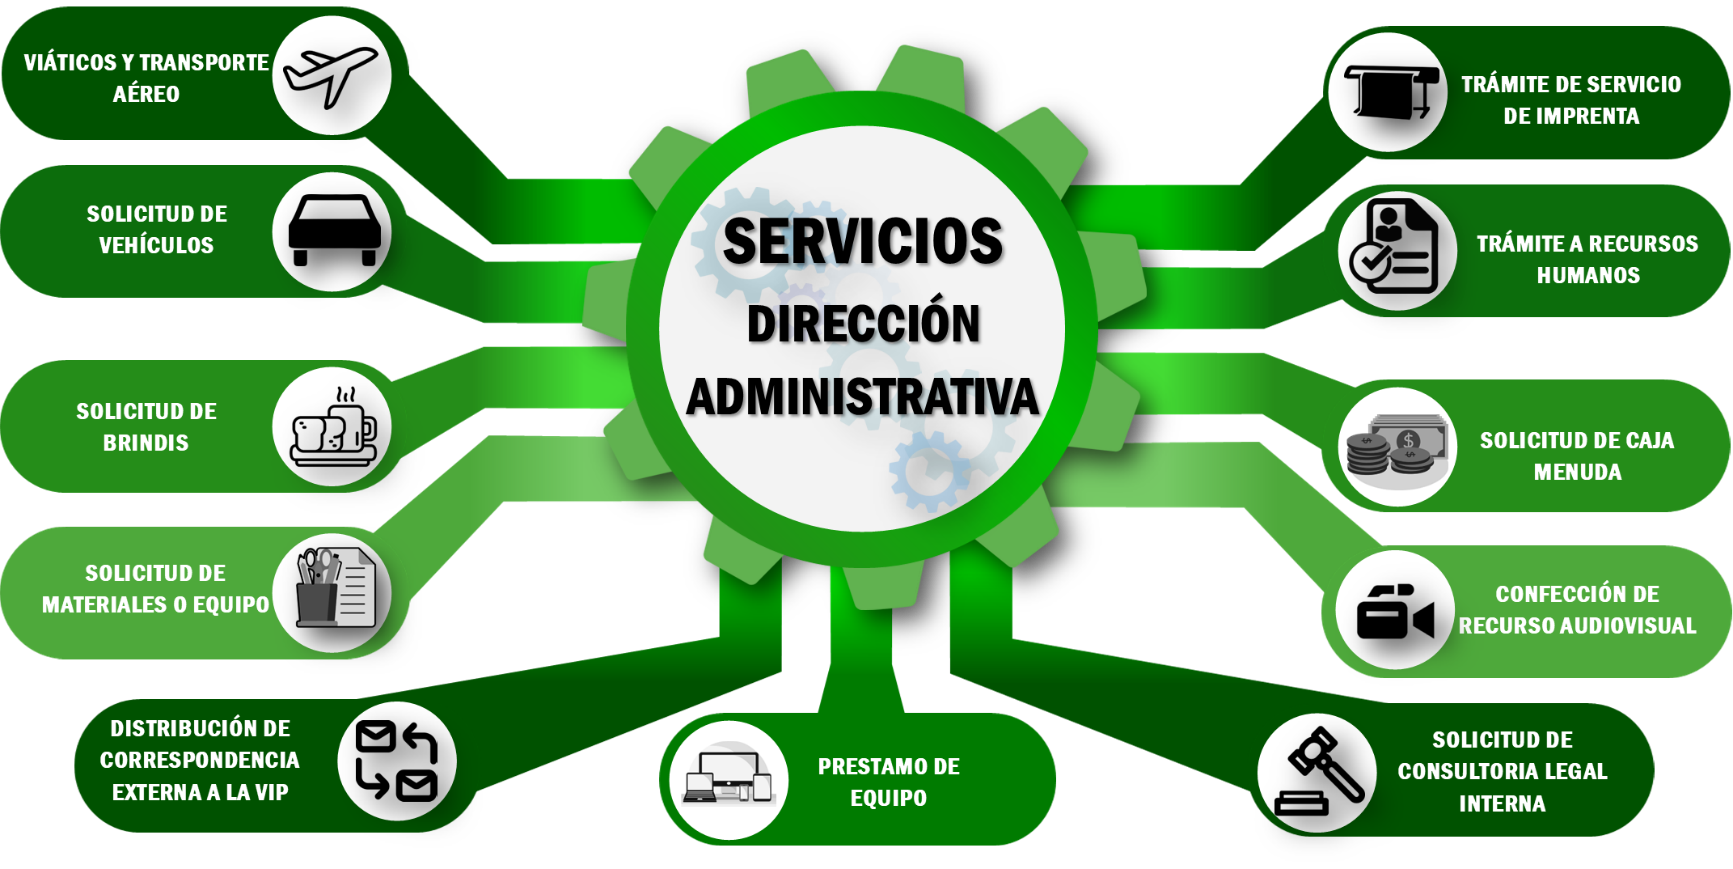 VIÁTICOS Y TRANSPORTE
AÉREO
SOLICITUD DE
VEHÍCULOS
SOLICITUD DE
BRINDIS
SOLICITUD DE
MATERIALES O EQUIPO
DISTRIBUCIÓN DE
CORRESPONDENCIA
EXTERNA A LA VIP
SERVICIOS
DIRECCIÓN
ADMINISTRATIVA
PRESTAMO DE
EQUIPO
TRÁMITE DE SERVICIO
DE IMPRENTA
TRÁMITE A RECURSOS
HUMANOS
SOLICITUD DE CAJA
MENUDA
CONFECCIÓN DE
RECURSO AUDIOVISUAL
SOLICITUD DE
CONSULTORIA LEGAL
INTERNA